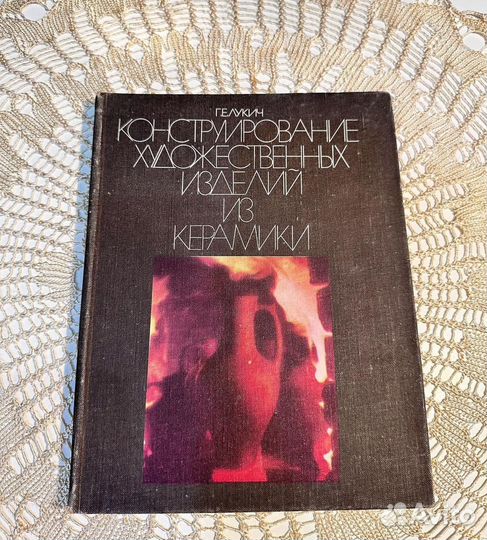 Г.Е.ЛУКИЧ
КОНСТРУИРОВАНИЕ
ХУДОЖЕСТВЕННЫХ
ИЗДЕЛИЙ
ИЗ
КЕРАМИКИ
Avito